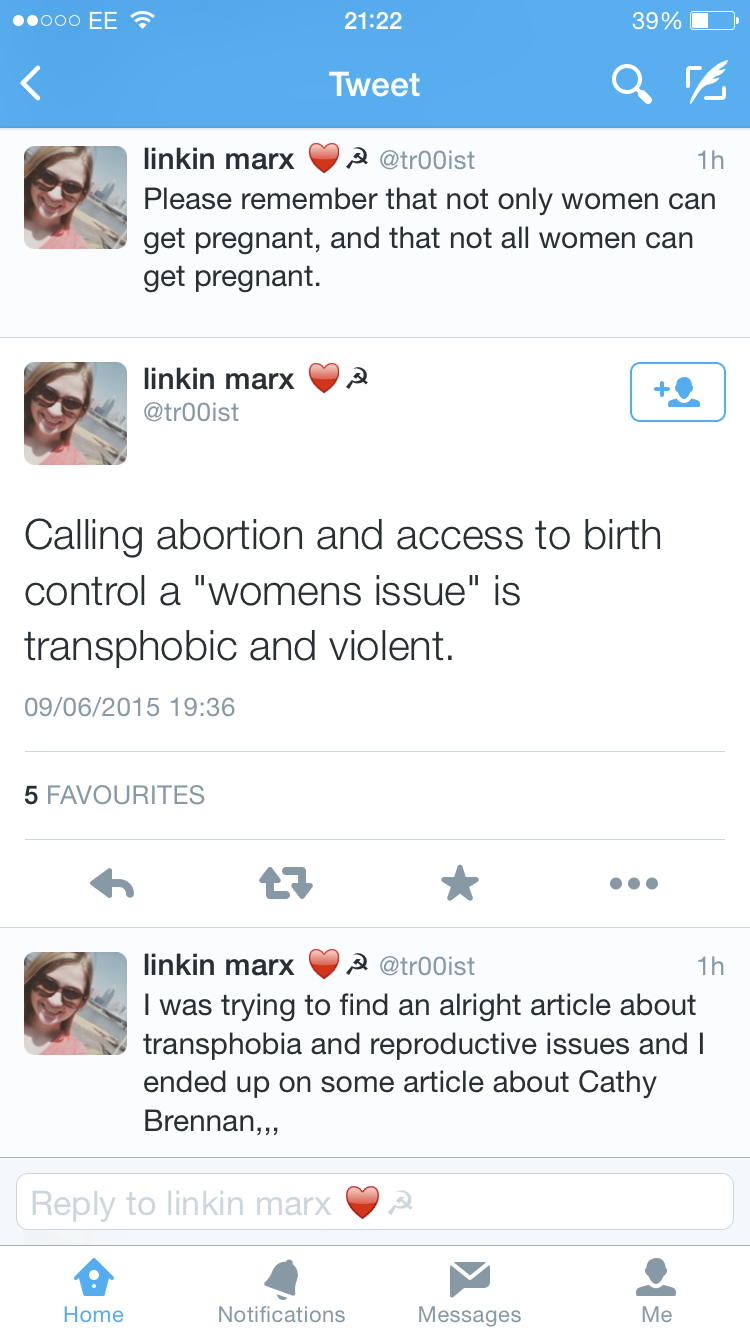 EE 21:22 39%
Tweet
linkin marx ❤️☭ @tr00ist 1h
Please remember that not only women can
get pregnant, and that not all women can
get pregnant.
linkin marx ❤️☭
@tr00ist
Calling abortion and access to birth
control a "womens issue" is
transphobic and violent.
09/06/2015 19:36
5 FAVOURITES
linkin marx ❤️☭ @tr00ist 1h
I was trying to find an alright article about
transphobia and reproductive issues and I
ended up on some article about Cathy
Brennan,,,
Reply to linkin marx ❤️☭
Home Notifications Messages Me